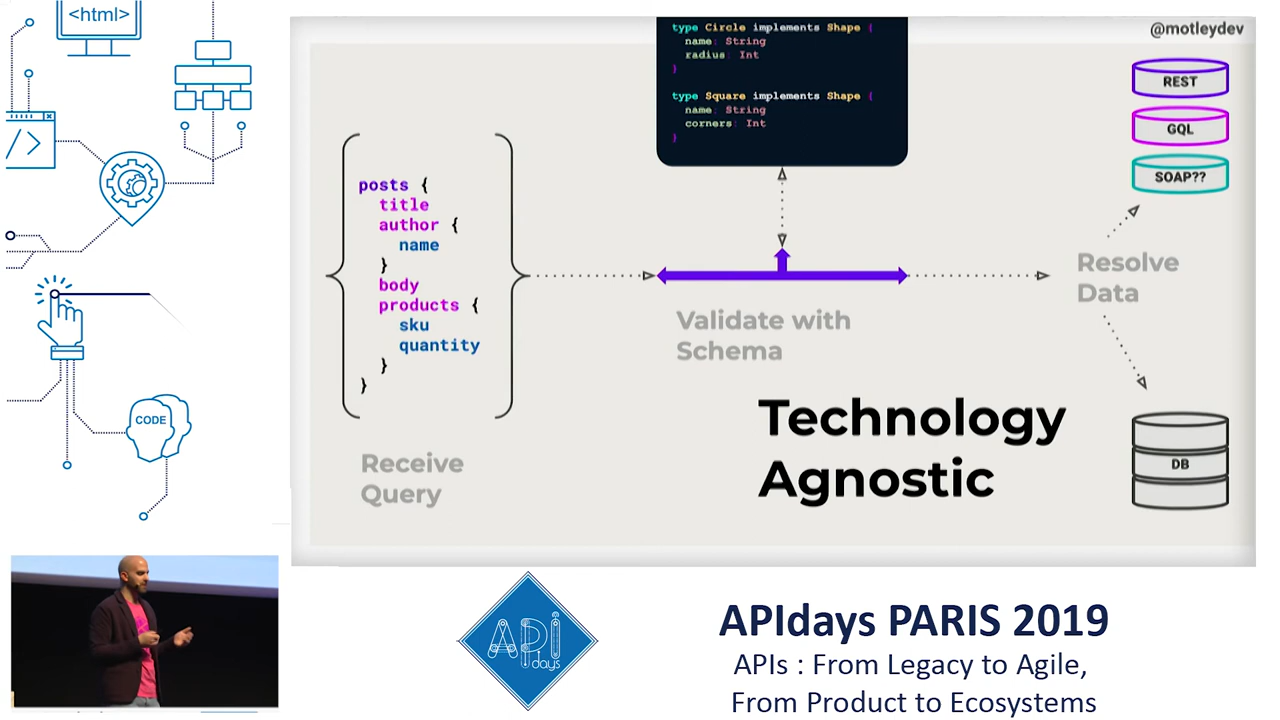 <html>
</>
CODE
@motleydev
type Circle implements Shape {
name: String
radius: Int
}
type Square implements Shape {
name: String
corners: Int
}
REST
GQL
SOAP??
posts {
title
author {
name
}
body
products {
sku
quantity
}
}
Receive
Query
Validate with
Schema
Resolve
Data
DB
Technology
Agnostic
API
days
APIdays PARIS 2019
APIs : From Legacy to Agile,
From Product to Ecosystems